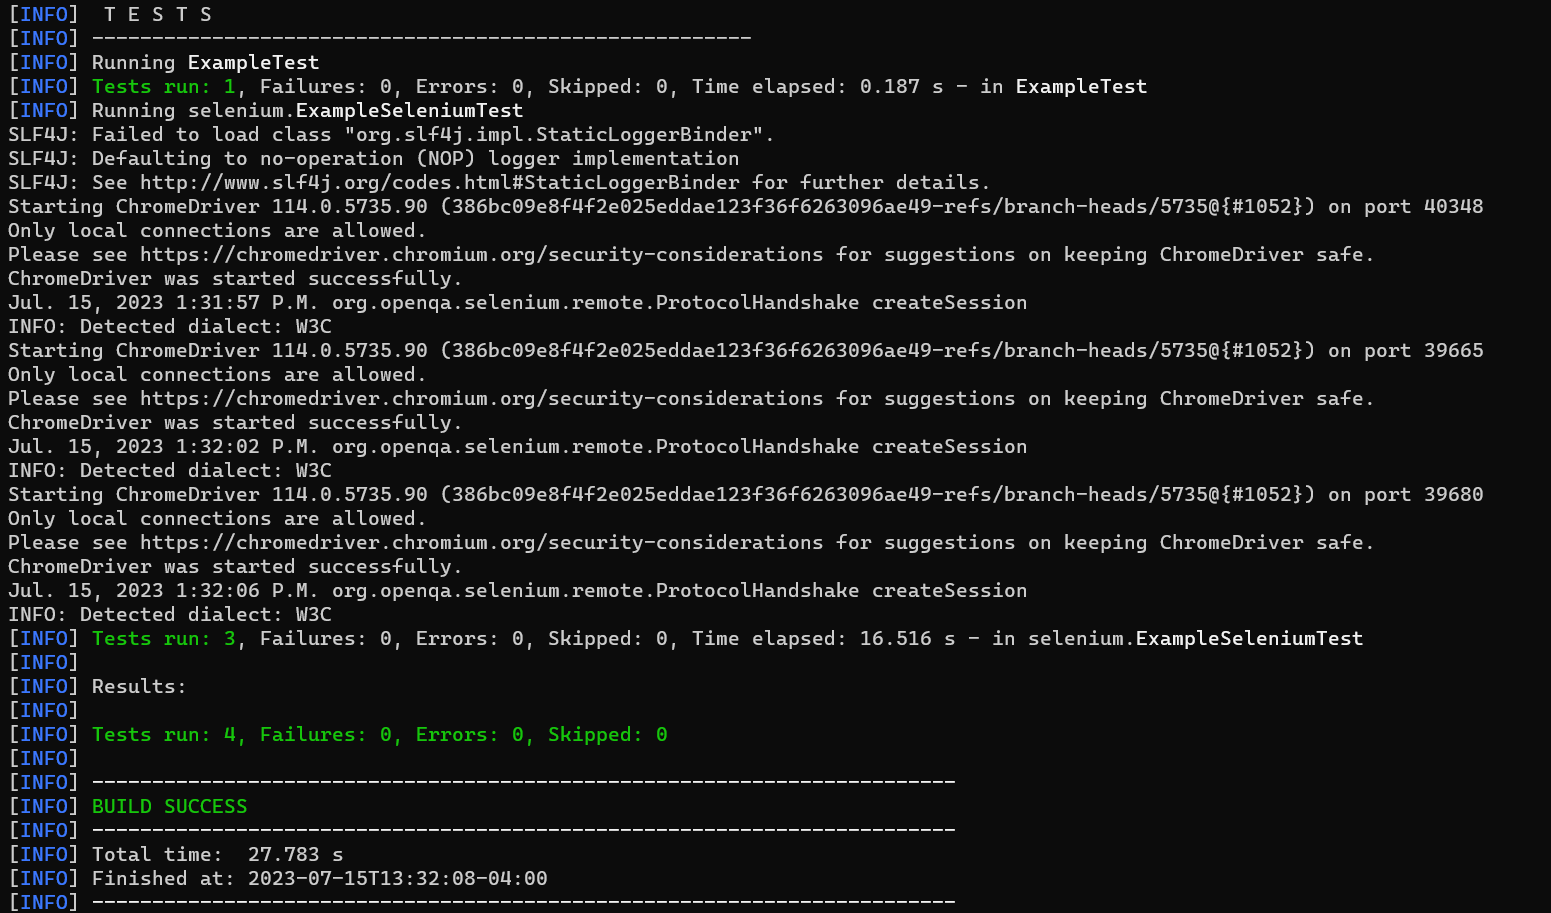 [INFO]  T E S T S
[INFO] -------------------------------------------------------
[INFO] Running ExampleTest
[INFO] Tests run: 1, Failures: 0, Errors: 0, Skipped: 0, Time elapsed: 0.187 s - in ExampleTest
[INFO] Running selenium.ExampleSeleniumTest
SLF4J: Failed to load class "org.slf4j.impl.StaticLoggerBinder".
SLF4J: Defaulting to no-operation (NOP) logger implementation
SLF4J: See http://www.slf4j.org/codes.html#StaticLoggerBinder for further details.
Starting ChromeDriver 114.0.5735.90 (386bc09e8f4f2e025eddae123f36f6263096ae49-refs/branch-heads/5735@{#1052}) on port 40348
Only local connections are allowed.
Please see https://chromedriver.chromium.org/security-considerations for suggestions on keeping ChromeDriver safe.
ChromeDriver was started successfully.
Jul. 15, 2023 1:31:57 P.M. org.openqa.selenium.remote.ProtocolHandshake createSession
INFO: Detected dialect: W3C
Starting ChromeDriver 114.0.5735.90 (386bc09e8f4f2e025eddae123f36f6263096ae49-refs/branch-heads/5735@{#1052}) on port 39665
Only local connections are allowed.
Please see https://chromedriver.chromium.org/security-considerations for suggestions on keeping ChromeDriver safe.
ChromeDriver was started successfully.
Jul. 15, 2023 1:32:02 P.M. org.openqa.selenium.remote.ProtocolHandshake createSession
INFO: Detected dialect: W3C
Starting ChromeDriver 114.0.5735.90 (386bc09e8f4f2e025eddae123f36f6263096ae49-refs/branch-heads/5735@{#1052}) on port 39680
Only local connections are allowed.
Please see https://chromedriver.chromium.org/security-considerations for suggestions on keeping ChromeDriver safe.
ChromeDriver was started successfully.
Jul. 15, 2023 1:32:06 P.M. org.openqa.selenium.remote.ProtocolHandshake createSession
INFO: Detected dialect: W3C
[INFO] Tests run: 3, Failures: 0, Errors: 0, Skipped: 0, Time elapsed: 16.516 s - in selenium.ExampleSeleniumTest
[INFO]
[INFO] Results:
[INFO]
[INFO] Tests run: 4, Failures: 0, Errors: 0, Skipped: 0
[INFO]
[INFO] ------------------------------------------------------------------------
[INFO] BUILD SUCCESS
[INFO] ------------------------------------------------------------------------
[INFO] Total time:  27.783 s
[INFO] Finished at: 2023-07-15T13:32:08-04:00
[INFO] ------------------------------------------------------------------------